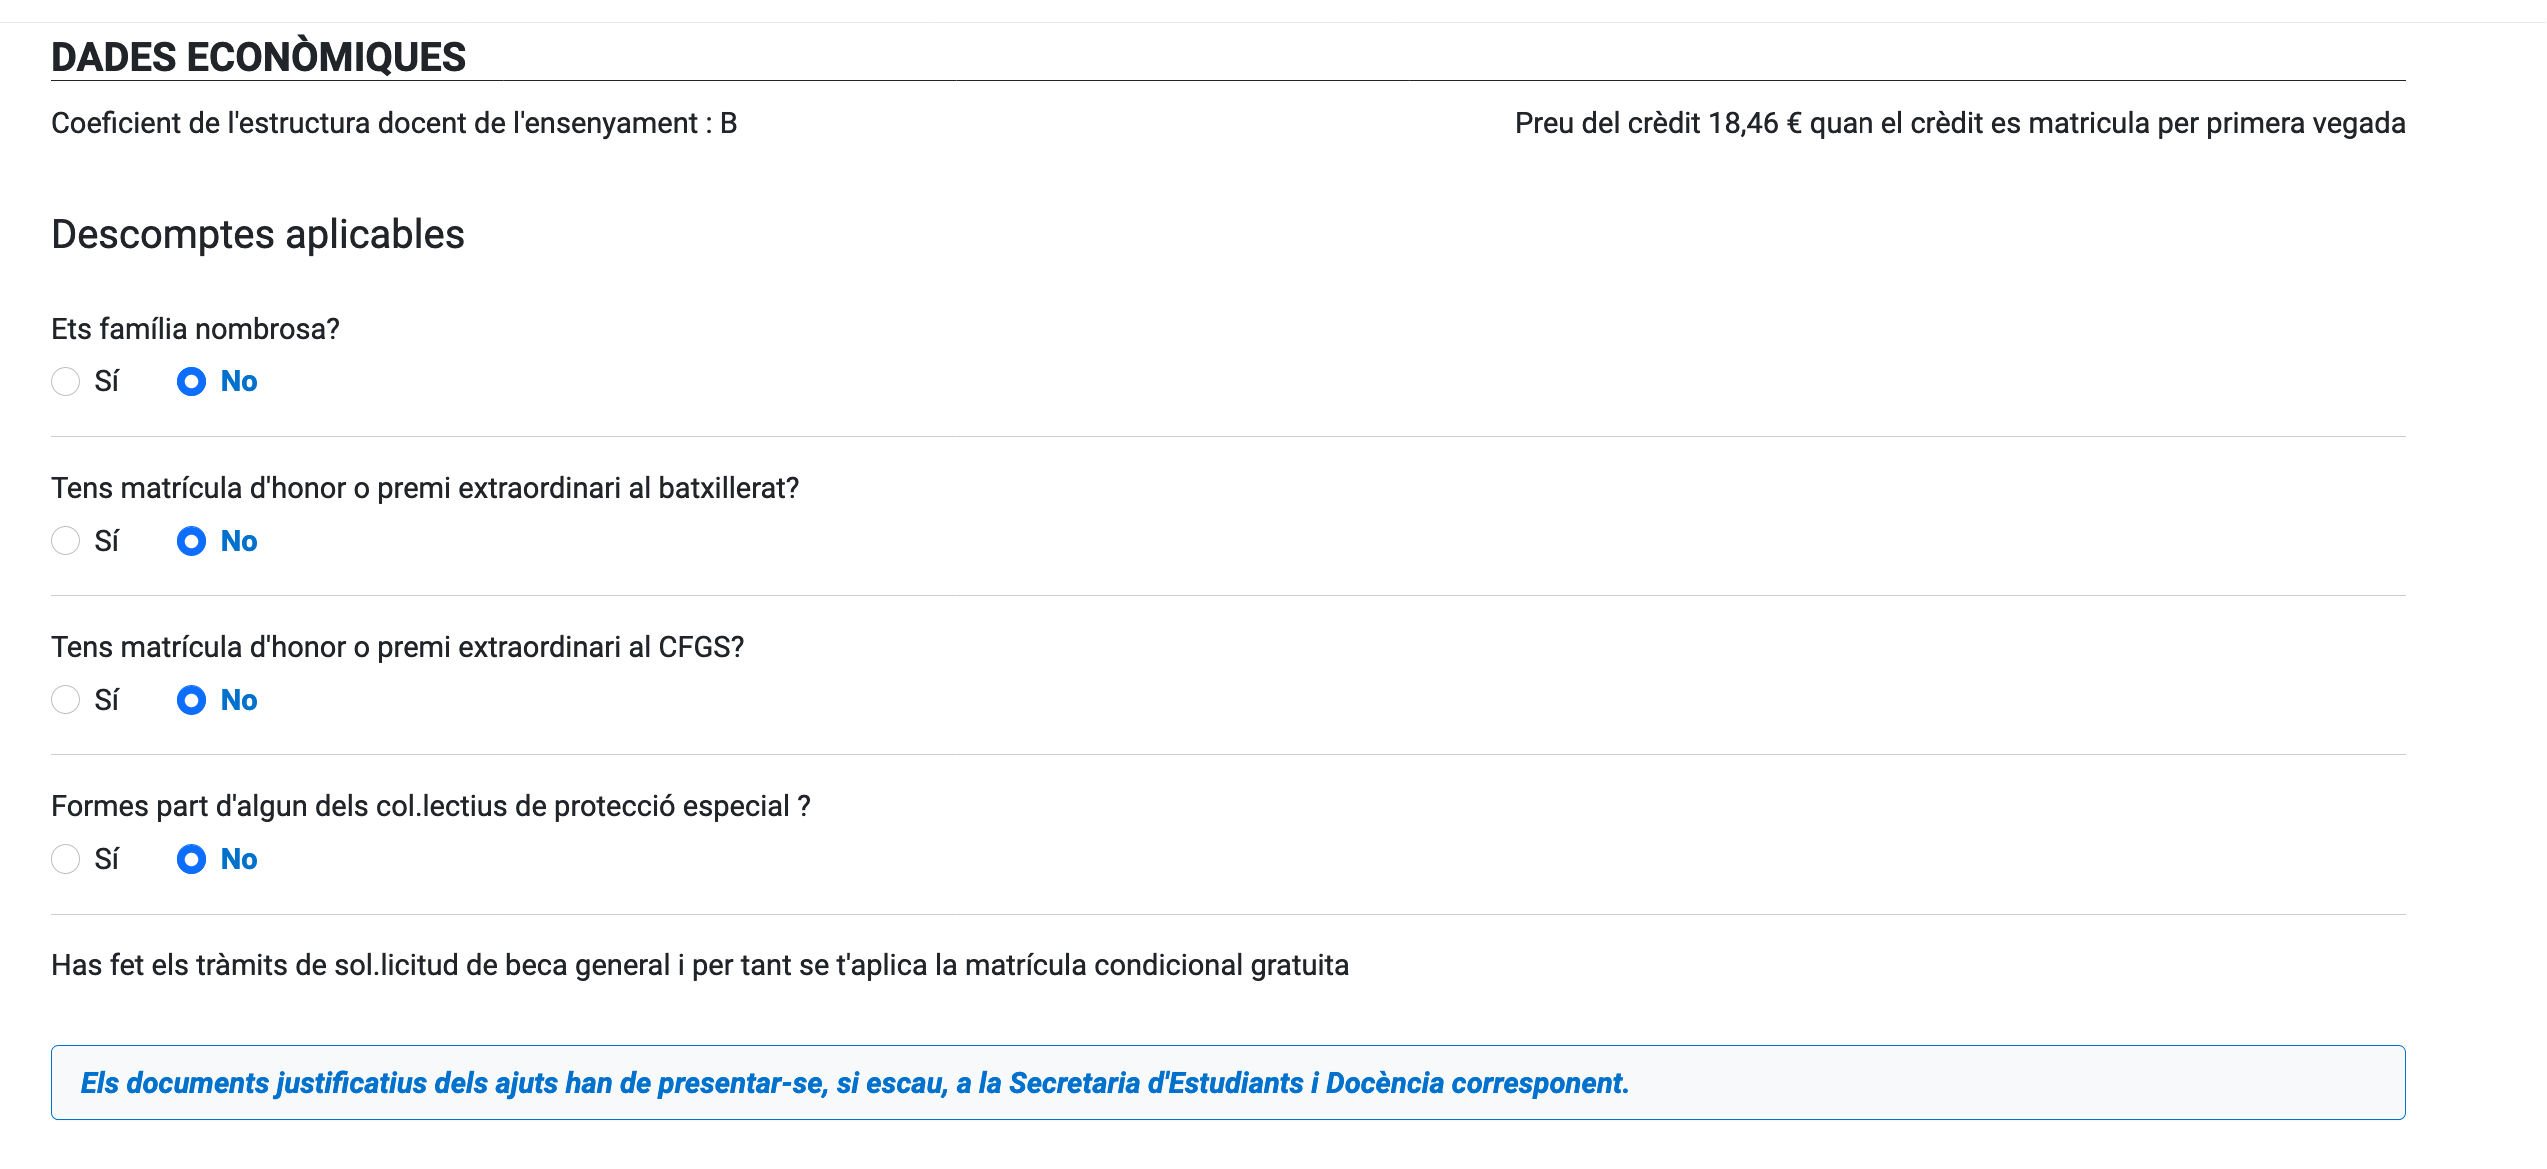 DADES ECONÒMIQUES
Coeficient de l'estructura docent de l'ensenyament : B
Preu del crèdit 18,46 € quan el crèdit es matricula per primera vegada
Descomptes aplicables
Ets família nombrosa?
Sí No
Tens matrícula d'honor o premi extraordinari al batxillerat?
Sí No
Tens matrícula d'honor o premi extraordinari al CFGS?
Sí No
Formes part d'algun dels col.lectius de protecció especial ?
Sí No
Has fet els tràmits de sol.licitud de beca general i per tant se t'aplica la matrícula condicional gratuita
Els documents justificatius dels ajuts han de presentar-se, si escau, a la Secretaria d'Estudiants i Docència corresponent.